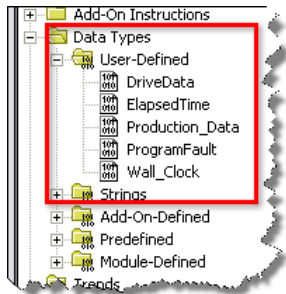 Add-On Instructions
Data Types
User-Defined
DriveData
ElapsedTime
Production_Data
ProgramFault
Wall_Clock
Strings
Add-On-Defined
Predefined
Module-Defined
Trends